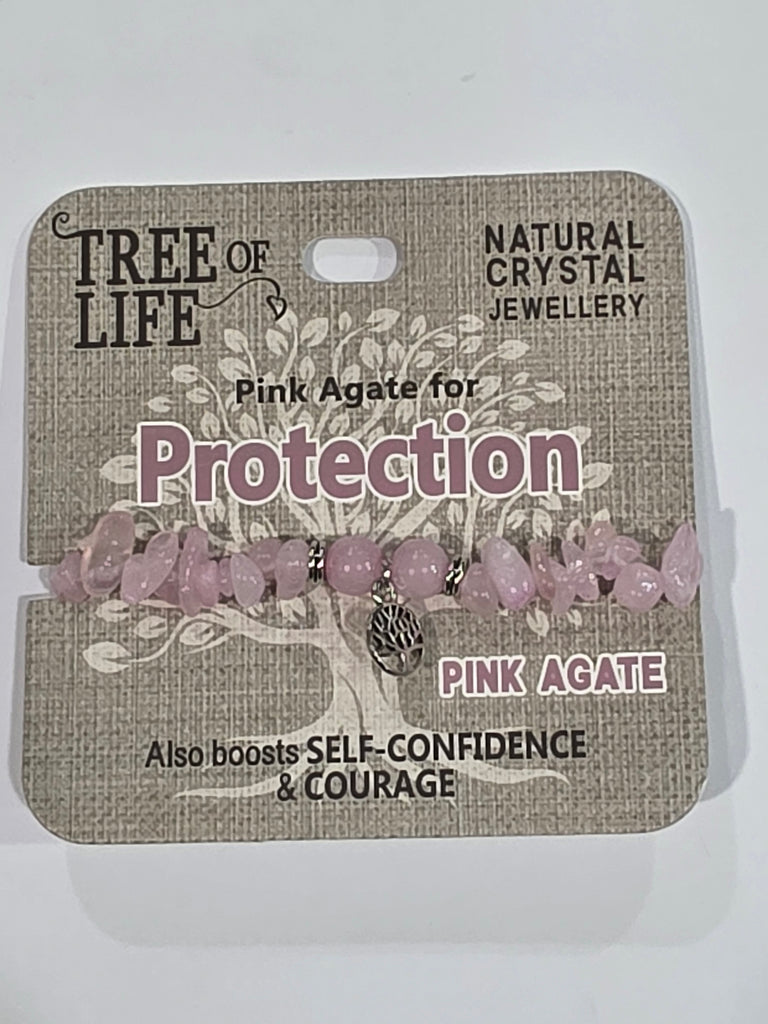 TREE OF
LIFE
NATURAL
CRYSTAL
JEWELLERY
Pink Agate for
Protection
PINK AGATE
Also boosts SELF-CONFIDENCE
& COURAGE